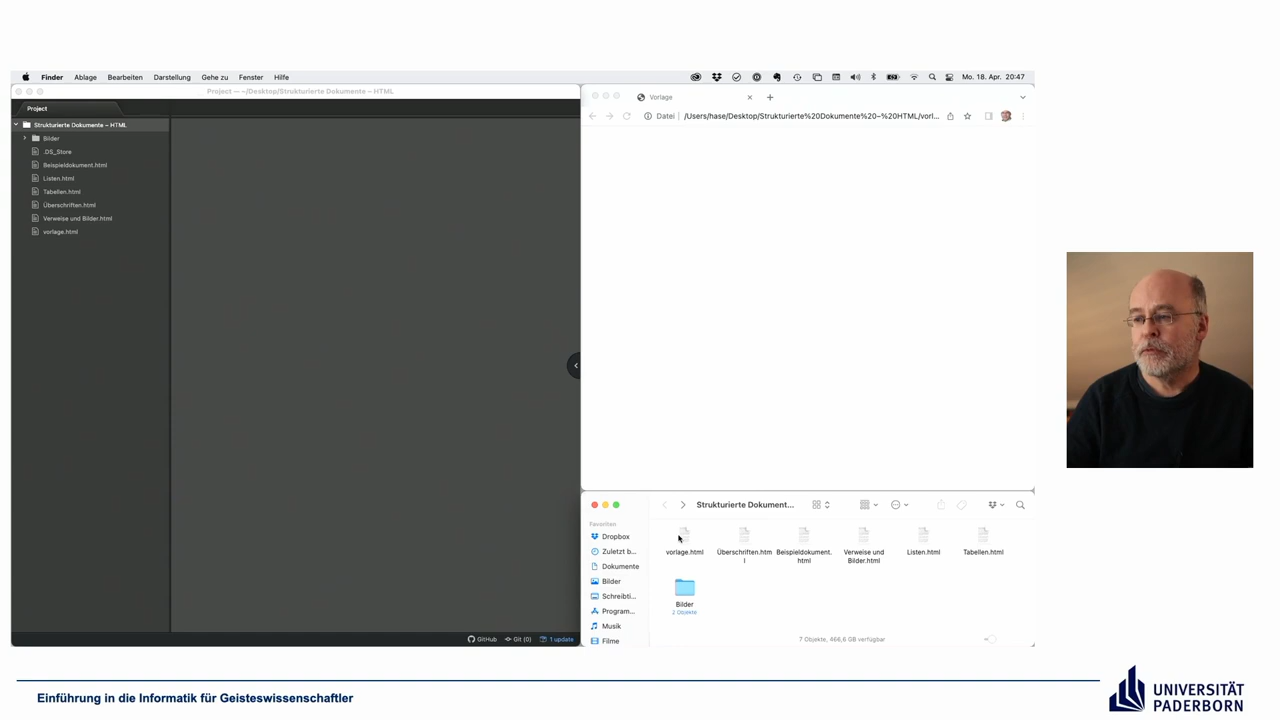 Finder Ablage Bearbeiten Darstellung Gehe zu Fenster Hilfe
Mo. 18. Apr. 20:47
Project — ~/Desktop/Strukturierte Dokumente – HTML
Project
Strukturierte Dokumente – HTML
Bilder
.DS_Store
Beispieldokument.html
Listen.html
Tabellen.html
Überschriften.html
Verweise und Bilder.html
vorlage.html
GitHub
Git (0)
1 update
Vorlage
Datei
/Users/hase/Desktop/Strukturierte%20Dokumente%20–%20HTML/vorl...
Strukturierte Dokument...
Favoriten
Dropbox
Zuletzt b...
Dokumente
Bilder
Schreibti...
Program...
Musik
Filme
vorlage.html
Überschriften.htm
l
Beispieldokument.
html
Verweise und
Bilder.html
Listen.html
Tabellen.html
Bilder
2 Objekte
7 Objekte, 466,6 GB verfügbar
Einführung in die Informatik für Geisteswissenschaftler
UNIVERSITÄT
PADERBORN